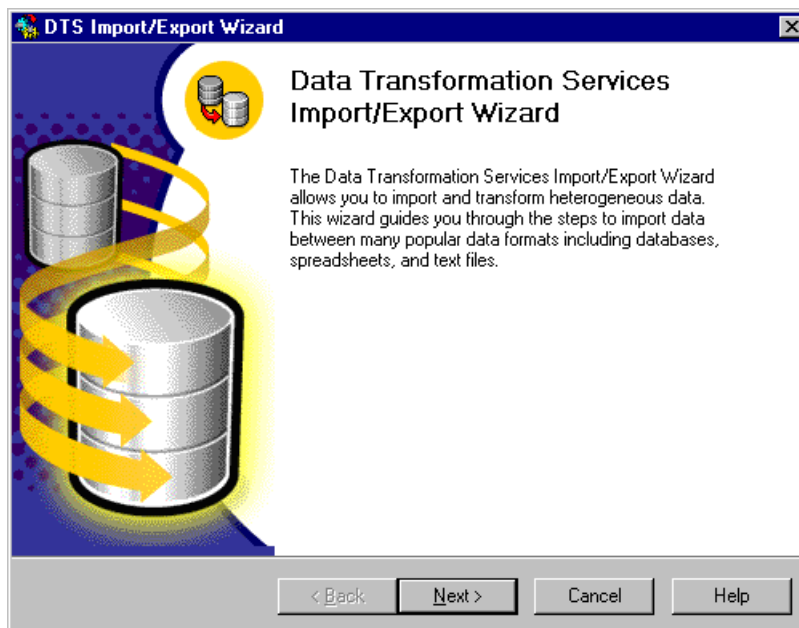 DTS Import/Export Wizard
Data Transformation Services
Import/Export Wizard
The Data Transformation Services Import/Export Wizard
allows you to import and transform heterogeneous data.
This wizard guides you through the steps to import data
between many popular data formats including databases,
spreadsheets, and text files.
< Back
Next >
Cancel
Help